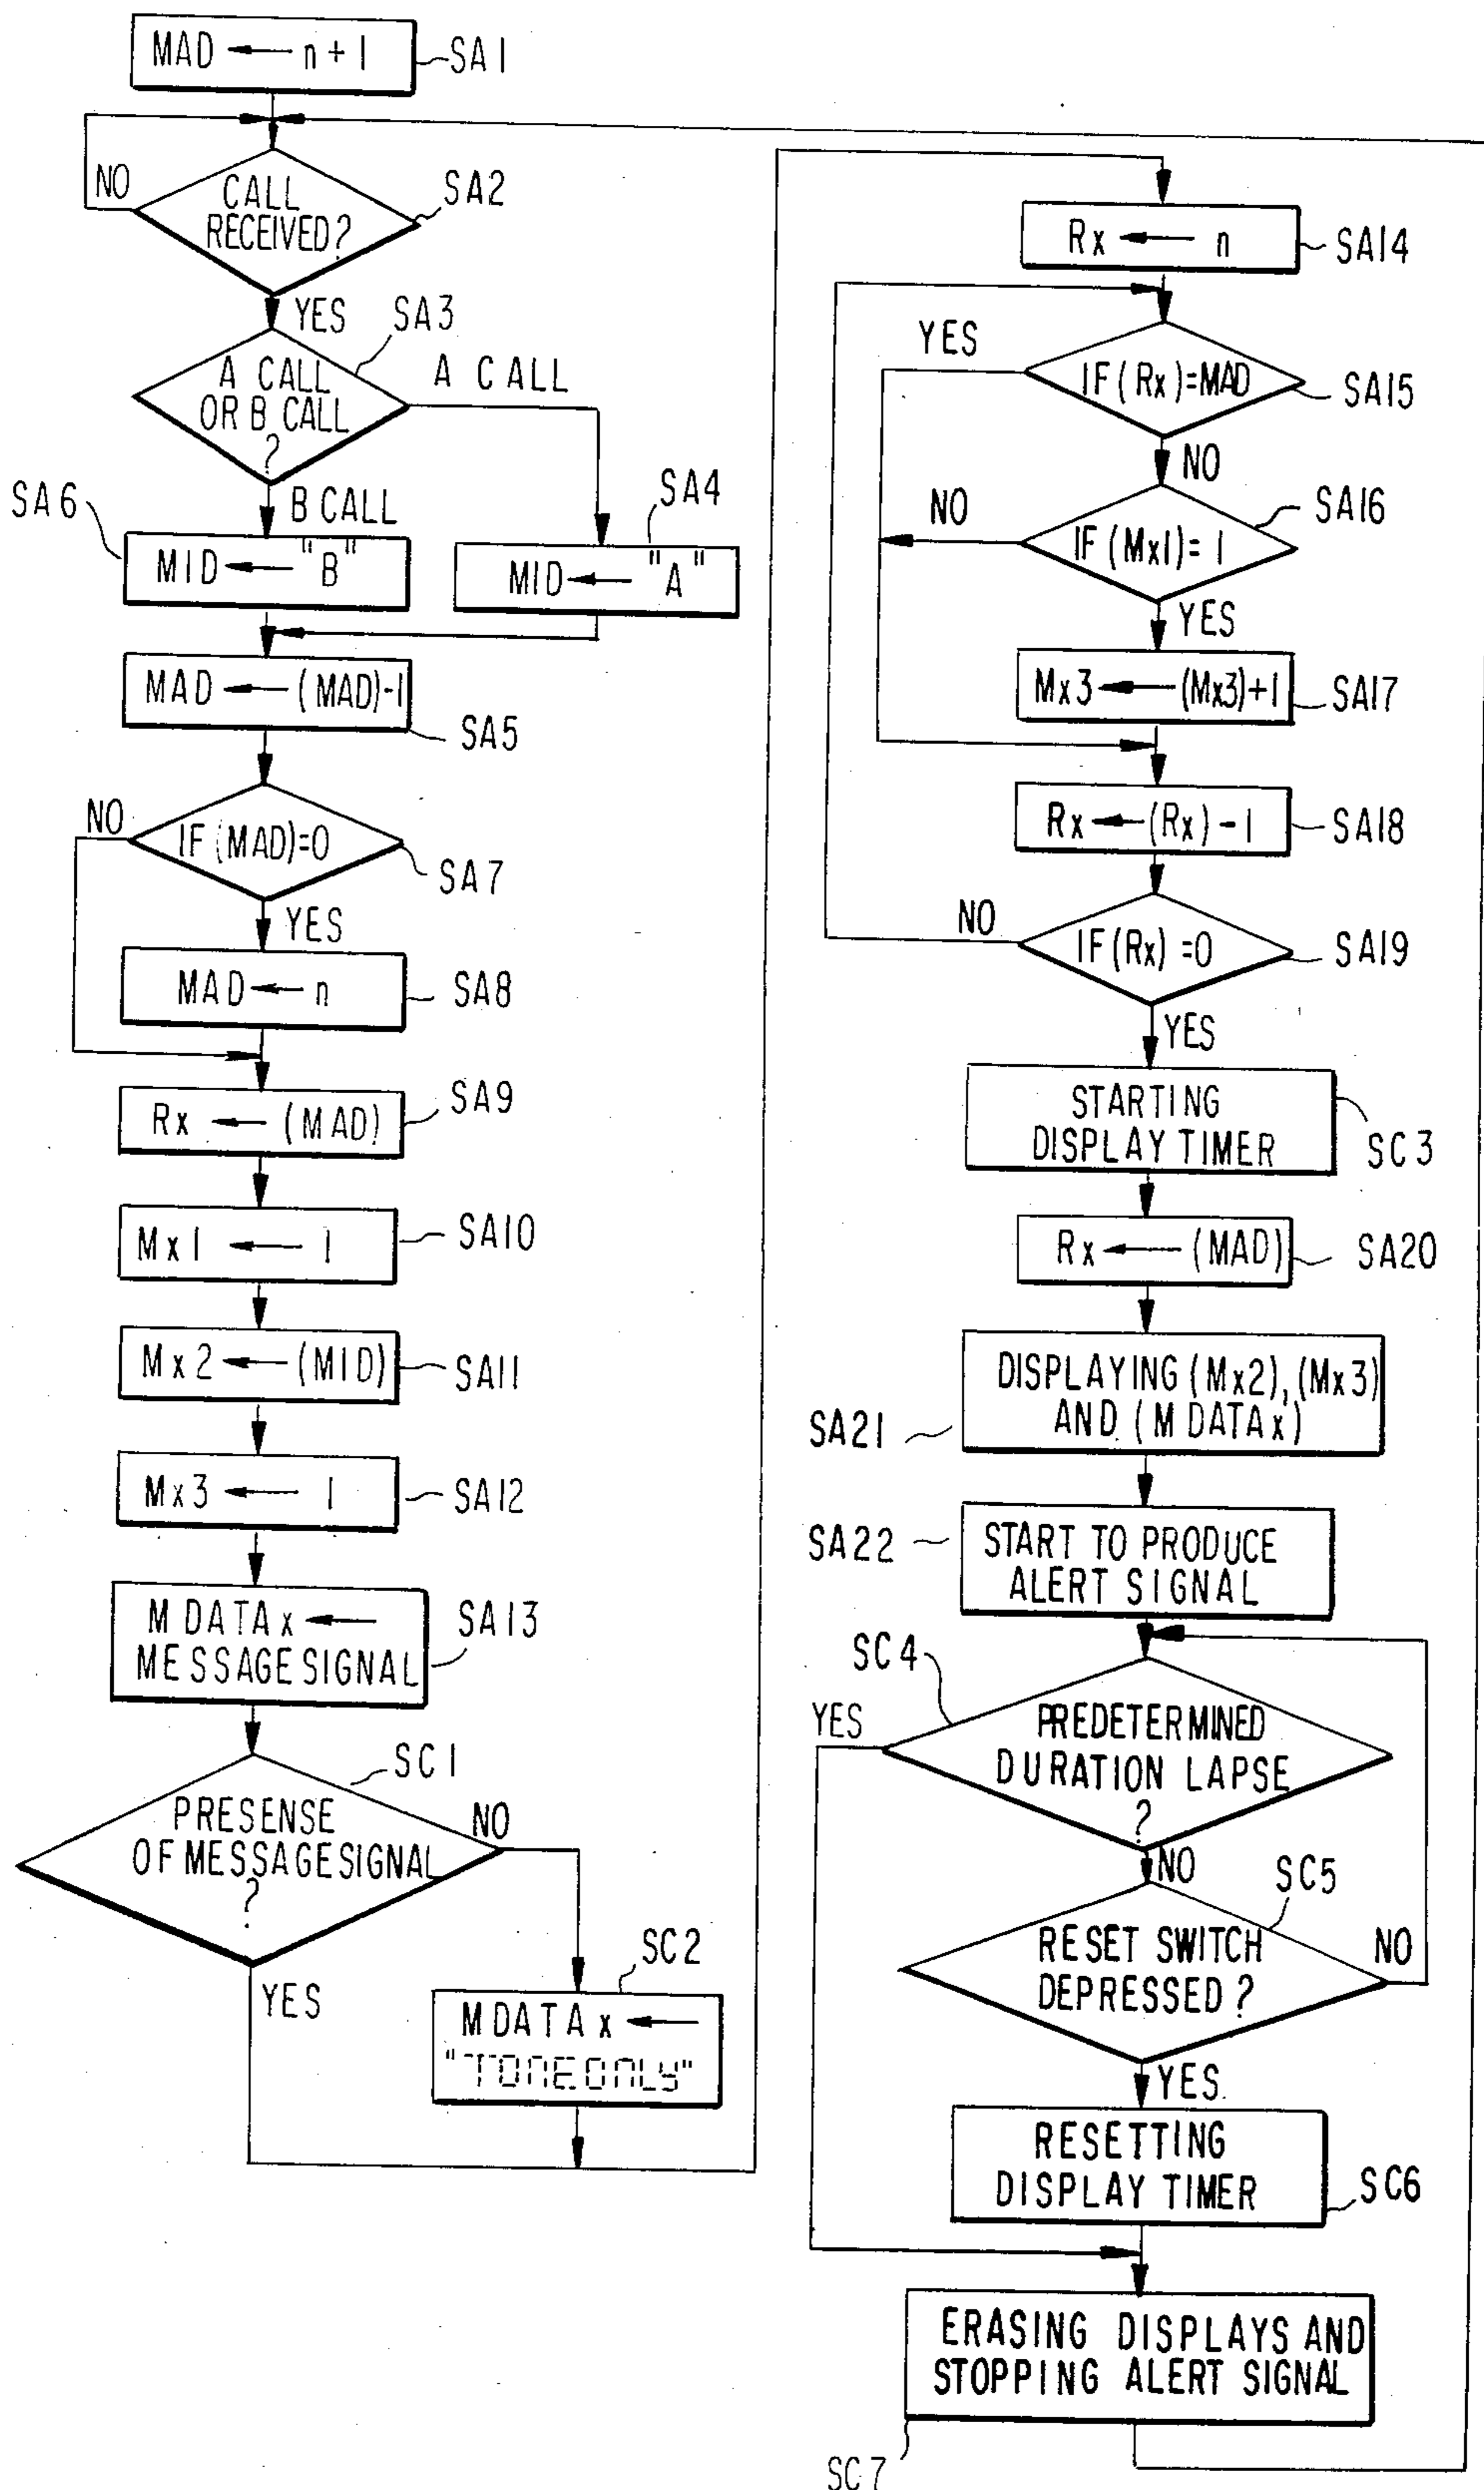 MAD ← n+1
SA1
NO
CALL
RECEIVED?
SA2
YES
SA3
A CALL
OR B CALL
?
A CALL
B CALL
SA6
MID ← "B"
SA4
MID ← "A"
MAD ← (MAD)-1
SA5
NO
IF (MAD)=0
SA7
YES
MAD ← n
SA8
Rx ← (MAD)
SA9
Mx1 ← 1
SA10
Mx2 ← (MID)
SA11
Mx3 ← 1
SA12
M DATA x ←
MESSAGE SIGNAL
SA13
SC1
PRESENSE
OF MESSAGE SIGNAL
?
NO
YES
SC2
M DATA x ←
"TONEONLY"
Rx ← n
SA14
YES
IF (Rx)=MAD
SA15
NO
NO
IF (Mx1)= 1
SA16
YES
Mx3 ← (Mx3)+1
SA17
Rx ← (Rx) - 1
SA18
NO
IF (Rx) =0
SA19
YES
STARTING
DISPLAY TIMER
SC3
Rx ← (MAD)
SA20
DISPLAYING (Mx2), (Mx3)
AND (M DATA x)
SA21
SA22
START TO PRODUCE
ALERT SIGNAL
SC4
YES
PREDETERMINED
DURATION LAPSE
?
NO
SC5
RESET SWITCH
DEPRESSED ?
NO
YES
RESETTING
DISPLAY TIMER
SC6
ERASING DISPLAYS AND
STOPPING ALERT SIGNAL
SC7